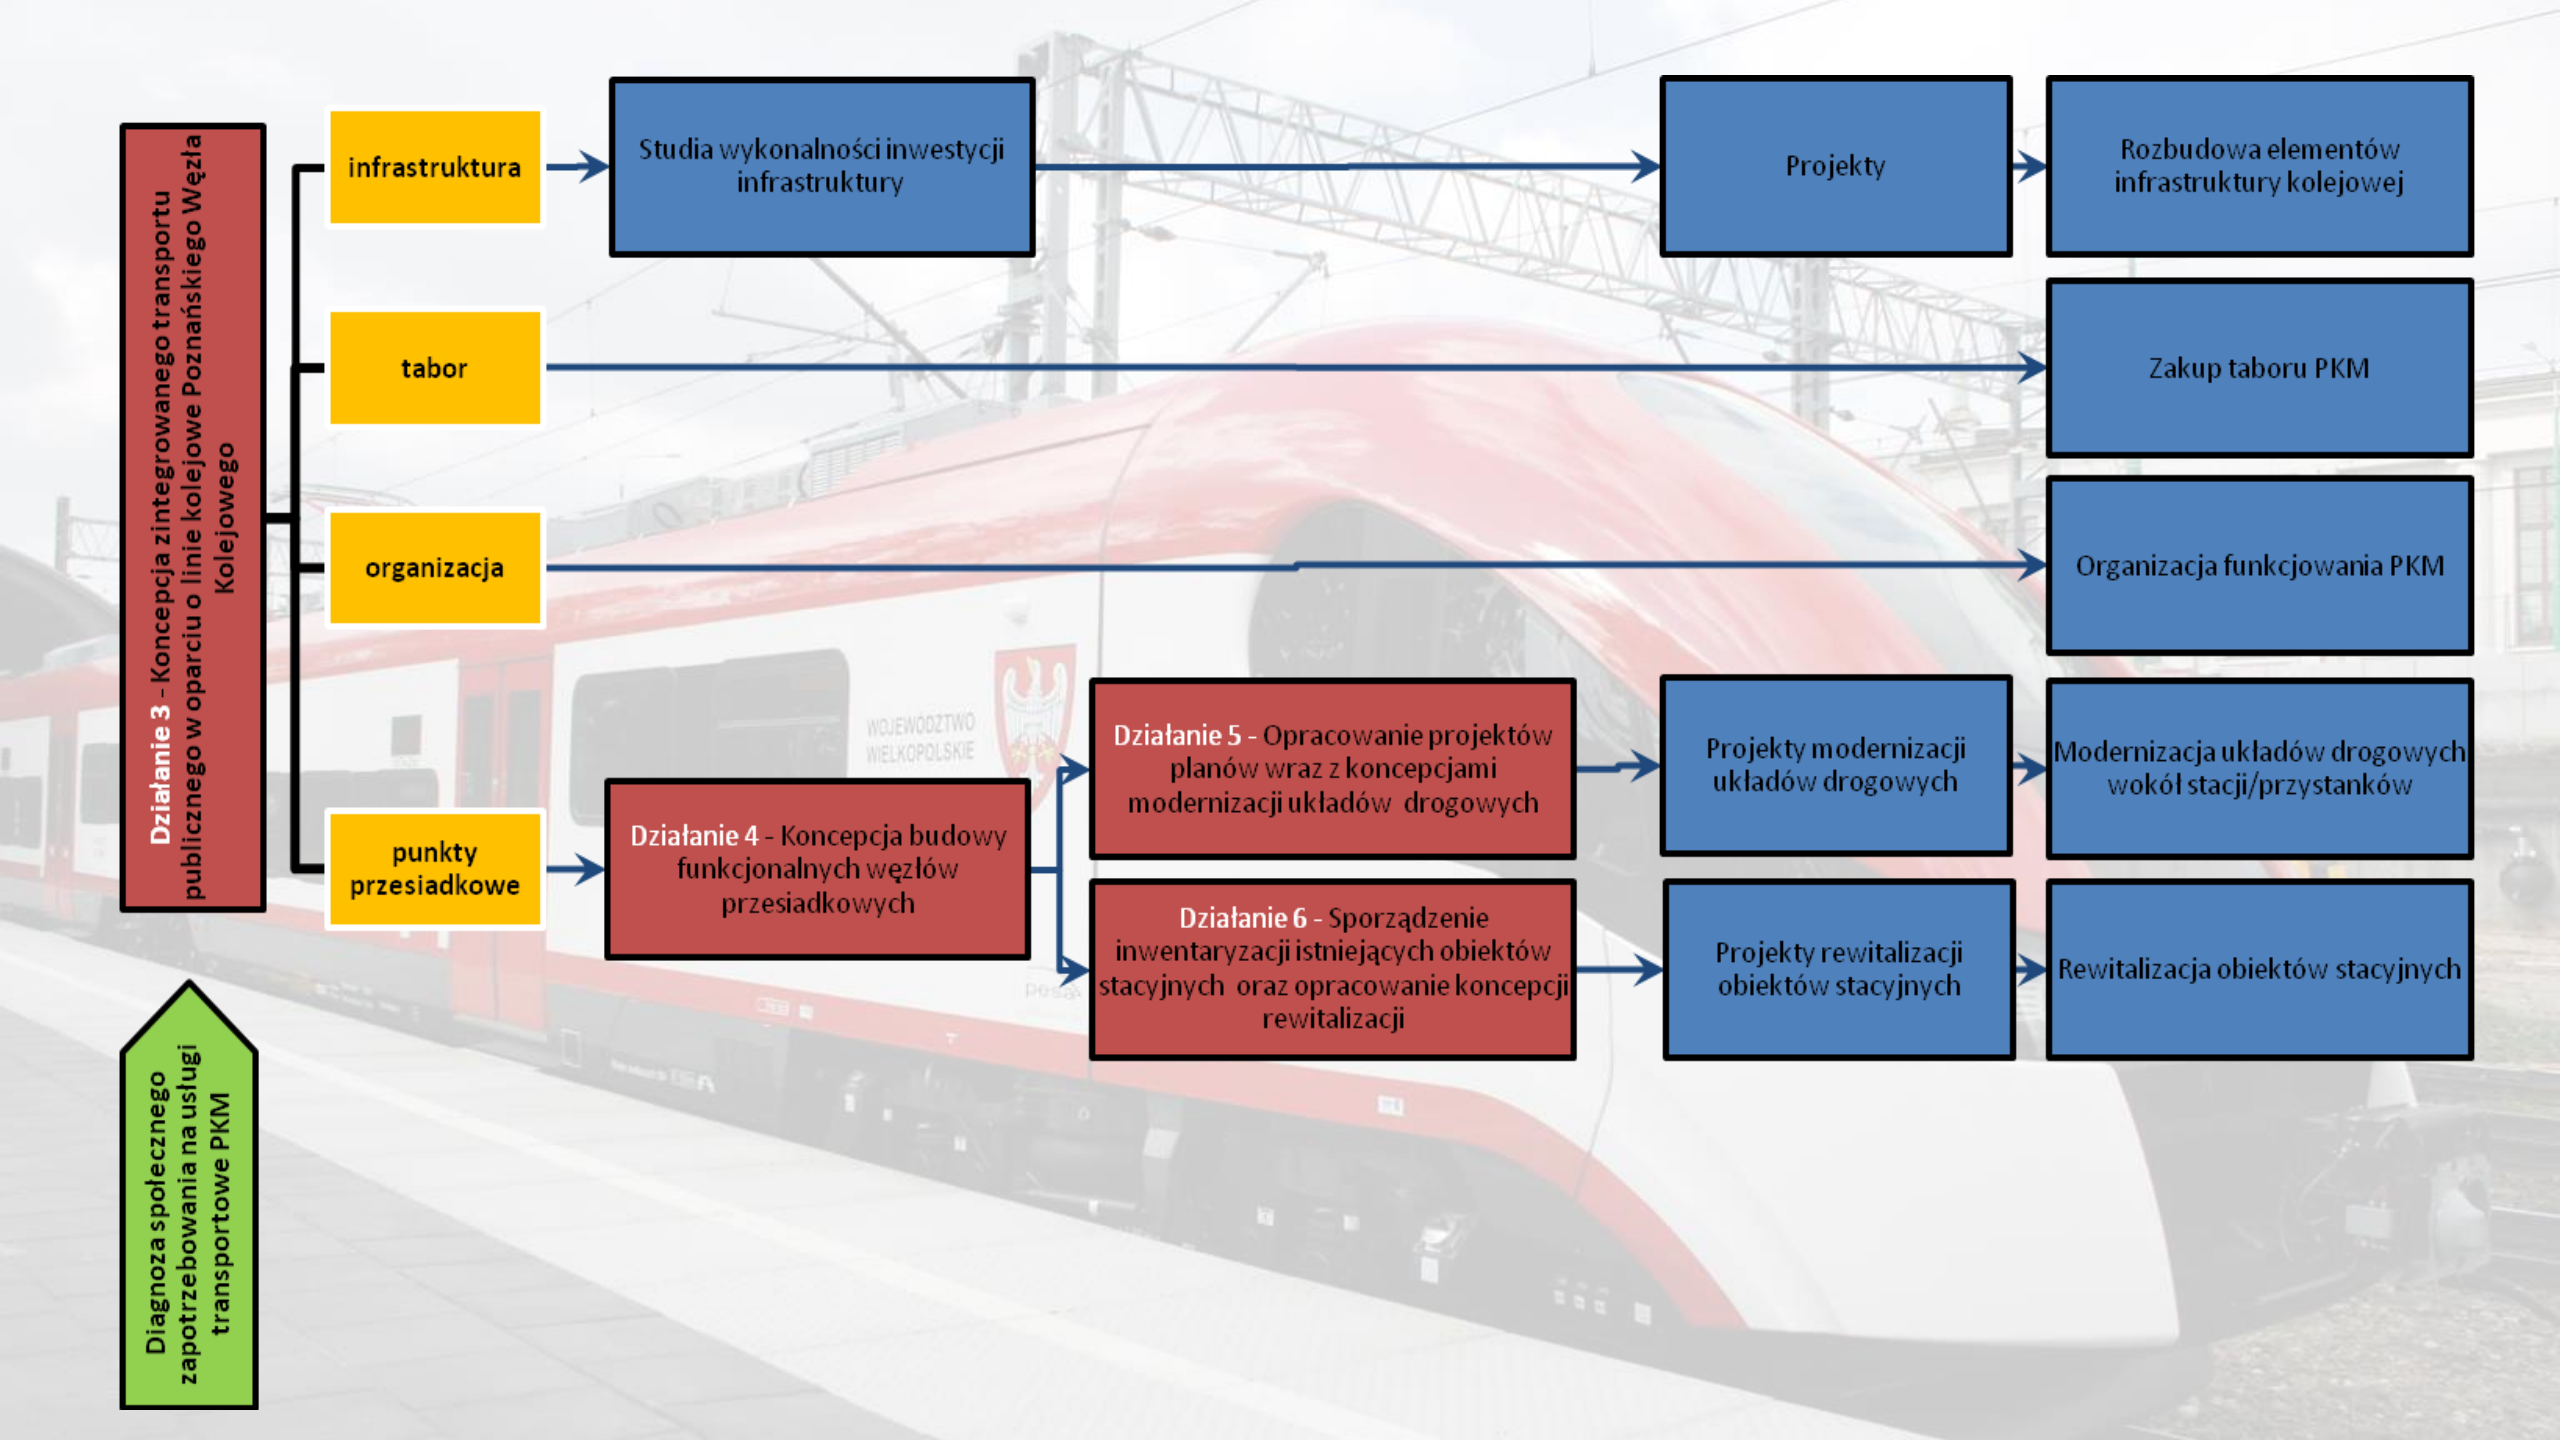 Działanie 3 - Koncepcja zintegrowanego transportu
publicznego w oparciu o linie kolejowe Poznańskiego Węzła
Kolejowego
infrastruktura
Studia wykonalności inwestycji
infrastruktury
Projekty
Rozbudowa elementów
infrastruktury kolejowej
tabor
Zakup taboru PKM
organizacja
Organizacja funkcjowania PKM
punkty
przesiadkowe
Działanie 4 - Koncepcja budowy
funkcjonalnych węzłów
przesiadkowych
Działanie 5 - Opracowanie projektów
planów wraz z koncepcjami
modernizacji układów drogowych
Projekty modernizacji
układów drogowych
Modernizacja układów drogowych
wokół stacji/przystanków
Działanie 6 - Sporządzenie
inwentaryzacji istniejących obiektów
stacyjnych oraz opracowanie koncepcji
rewitalizacji
Projekty rewitalizacji
obiektów stacyjnych
Rewitalizacja obiektów stacyjnych
Diagnoza społecznego
zapotrzebowania na usługi
transportowe PKM
WOJEWÓDZTWO
WIELKOPOLSKIE
pesa